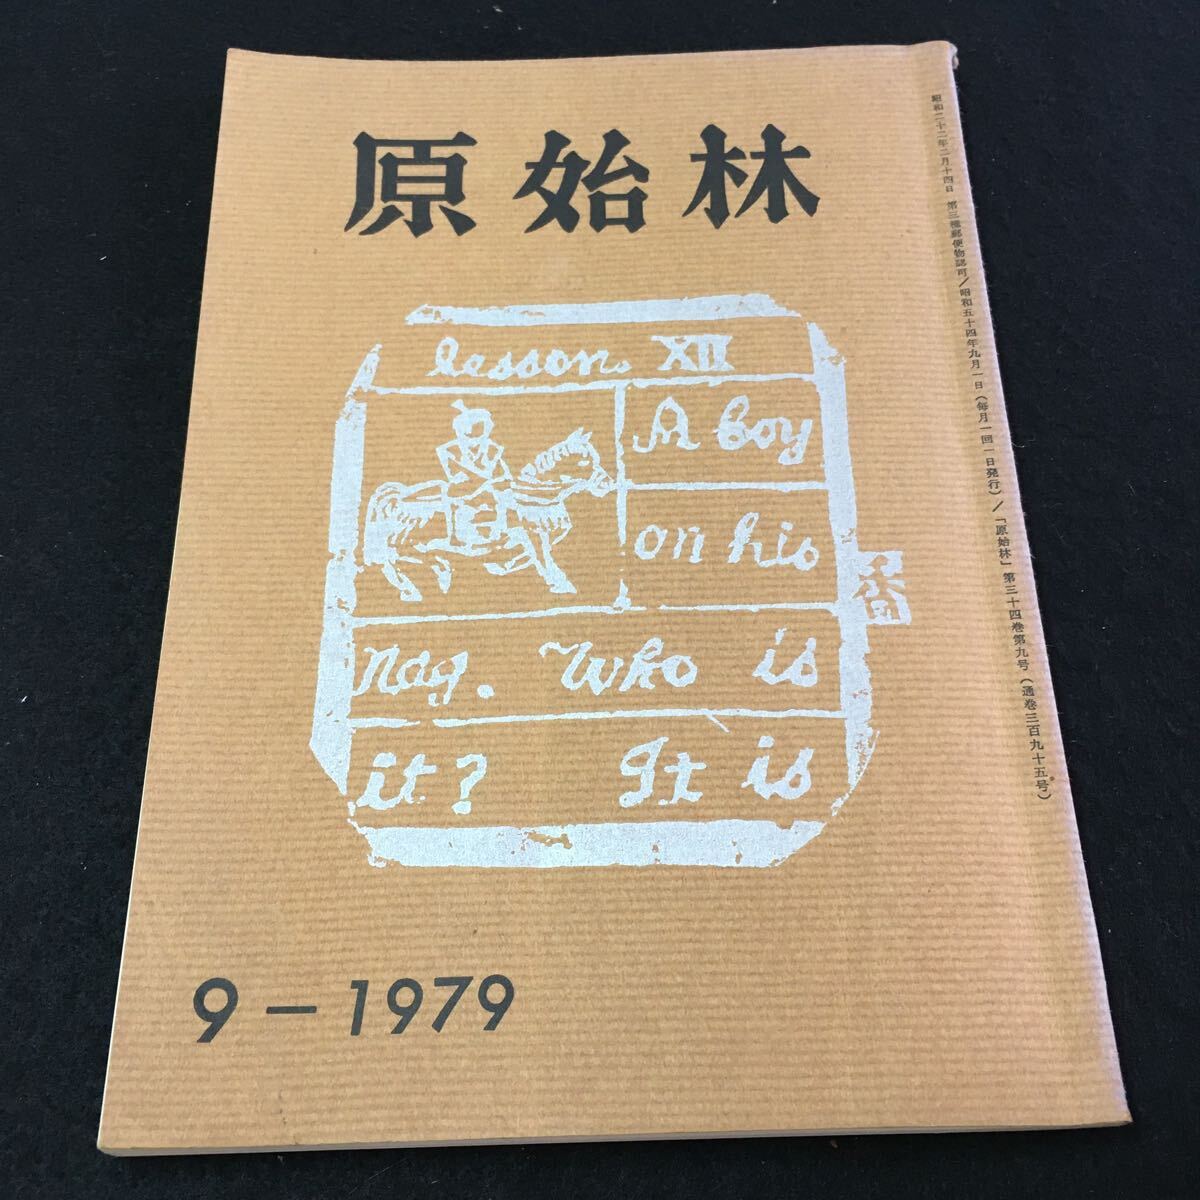 原始林
lesson XII
A boy
on his
nag. Who is
it? It is
番
9-1979
昭和二十二年二月十四日 第三種郵便物認可/昭和五十四年九月一日(毎月一回一日発行)/「原始林」第三十四巻第九号(通巻三百九十五号)